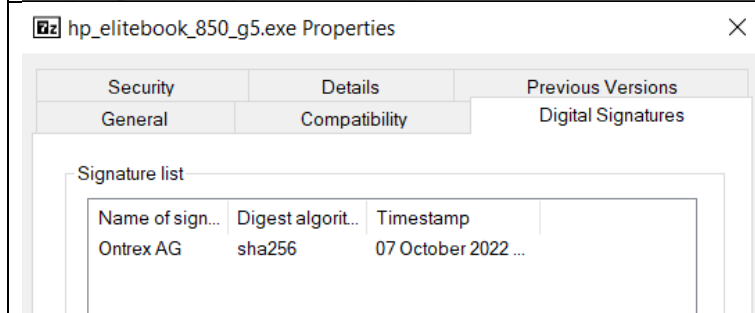 7z hp_elitebook_850_g5.exe Properties
Security Details Previous Versions
General Compatibility Digital Signatures
Signature list
Name of sign... Digest algorit... Timestamp
Ontrex AG sha256 07 October 2022 ...